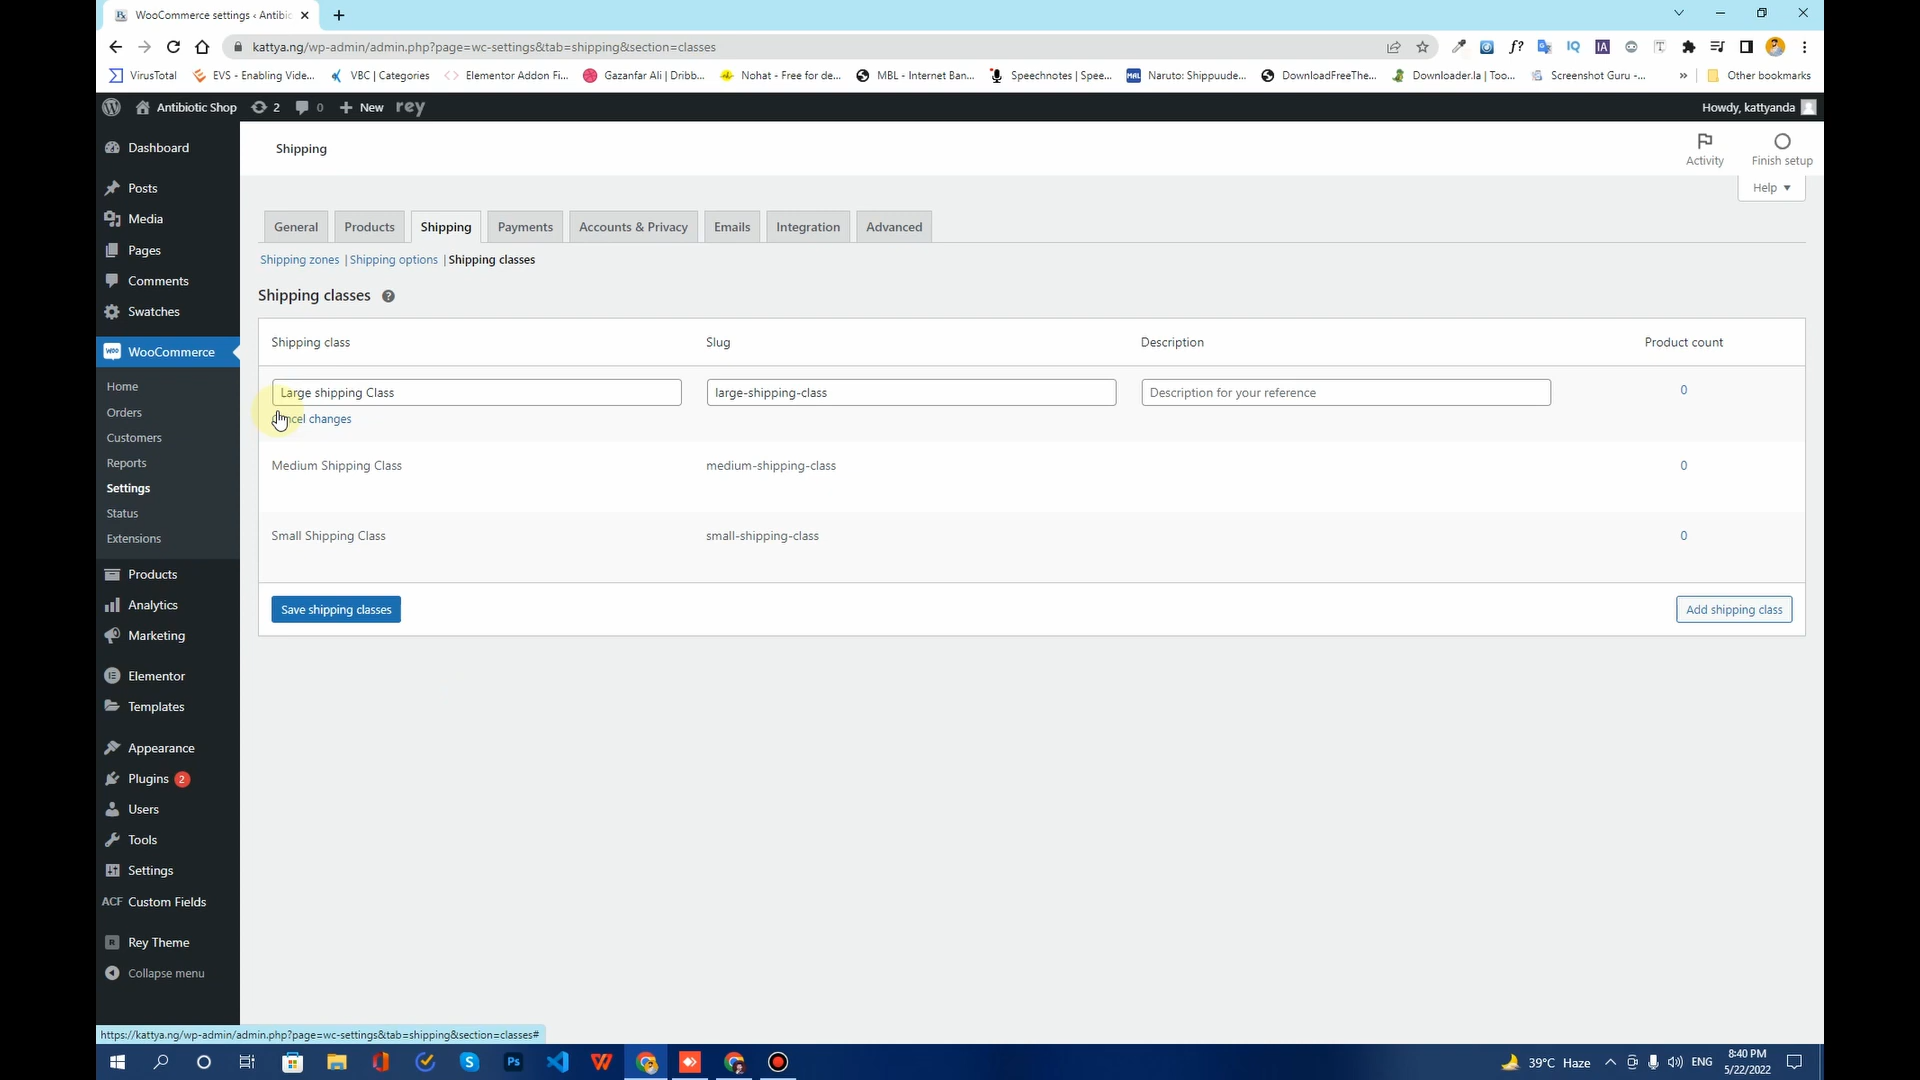 WooCommerce settings ‹ Antibio
kattya.ng/wp-admin/admin.php?page=wc-settings&tab=shipping&section=classes
VirusTotal
EVS - Enabling Vide...
VBC | Categories
Elementor Addon Fi...
Gazanfar Ali | Dribb...
Nohat - Free for de...
MBL - Internet Ban...
Speechnotes | Spee...
Naruto: Shippuude...
DownloadFreeThe...
Downloader.la | Too...
Screenshot Guru -...
»
Other bookmarks
Antibiotic Shop
2
0
+ New
rey
Howdy, kattyanda
Dashboard
Posts
Media
Pages
Comments
Swatches
WooCommerce
Home
Orders
Customers
Reports
Settings
Status
Extensions
Products
Analytics
Marketing
Elementor
Templates
Appearance
Plugins 2
Users
Tools
Settings
ACF Custom Fields
Rey Theme
Collapse menu
Shipping
Activity
Finish setup
Help
General
Products
Shipping
Payments
Accounts & Privacy
Emails
Integration
Advanced
Shipping zones | Shipping options | Shipping classes
Shipping classes ?
Shipping class Slug Description Product count
Large shipping Class large-shipping-class Description for your reference 0
changes
Medium Shipping Class medium-shipping-class 0
Small Shipping Class small-shipping-class 0
Save shipping classes
Add shipping class
https://kattya.ng/wp-admin/admin.php?page=wc-settings&tab=shipping&section=classes#
39°C Haze
ENG
8:40 PM
5/22/2022